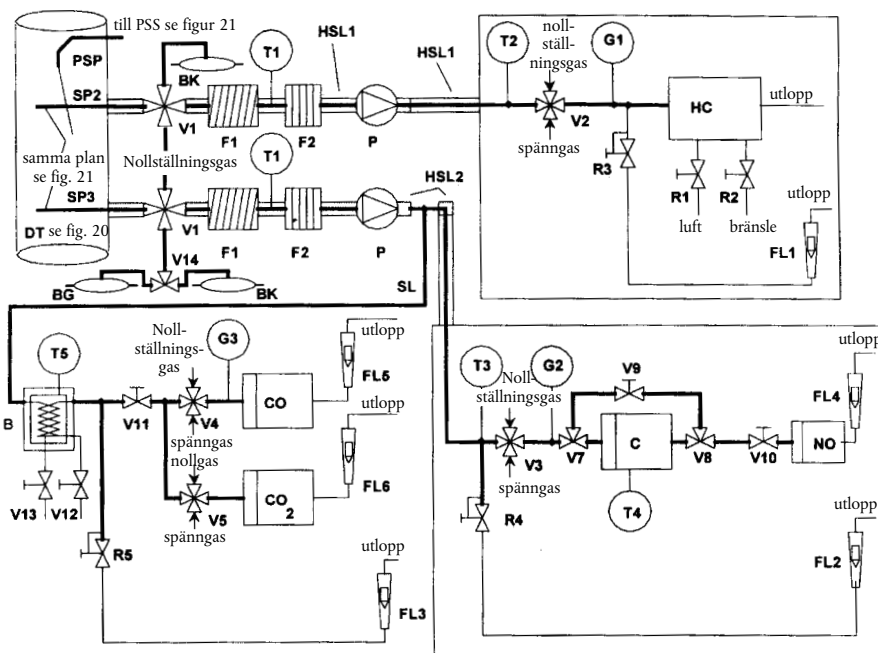 till PSS se figur 21
PSP
BK
SP2
V1
T1
F1
F2
HSL1
P
HSL1
T2
noll-
ställ-
ningsgas
G1
V2
spänngas
HC
utlopp
R3
R1
luft
R2
bränsle
utlopp
FL1
samma plan
se fig. 21
Nollställningsgas
T1
HSL2
SP3
DT se fig. 20
V1
F1
F2
P
V14
BG
BK
SL
T5
B
V13
V12
V11
Noll-
ställnings-
gas
G3
V4
CO
utlopp
FL5
spänngas
nollgas
V5
spänngas
CO
2
utlopp
FL6
R5
utlopp
FL3
T3
Noll-
ställningsgas
G2
V3
spänngas
V7
V9
C
T4
V8
V10
NO
utlopp
FL4
R4
utlopp
FL2